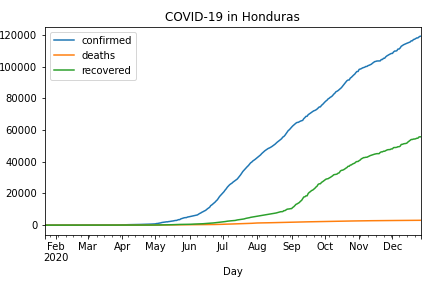 COVID-19 in Honduras
120000
100000
80000
60000
40000
20000
0
confirmed
deaths
recovered
Feb Mar Apr May Jun Jul Aug Sep Oct Nov Dec
2020
Day